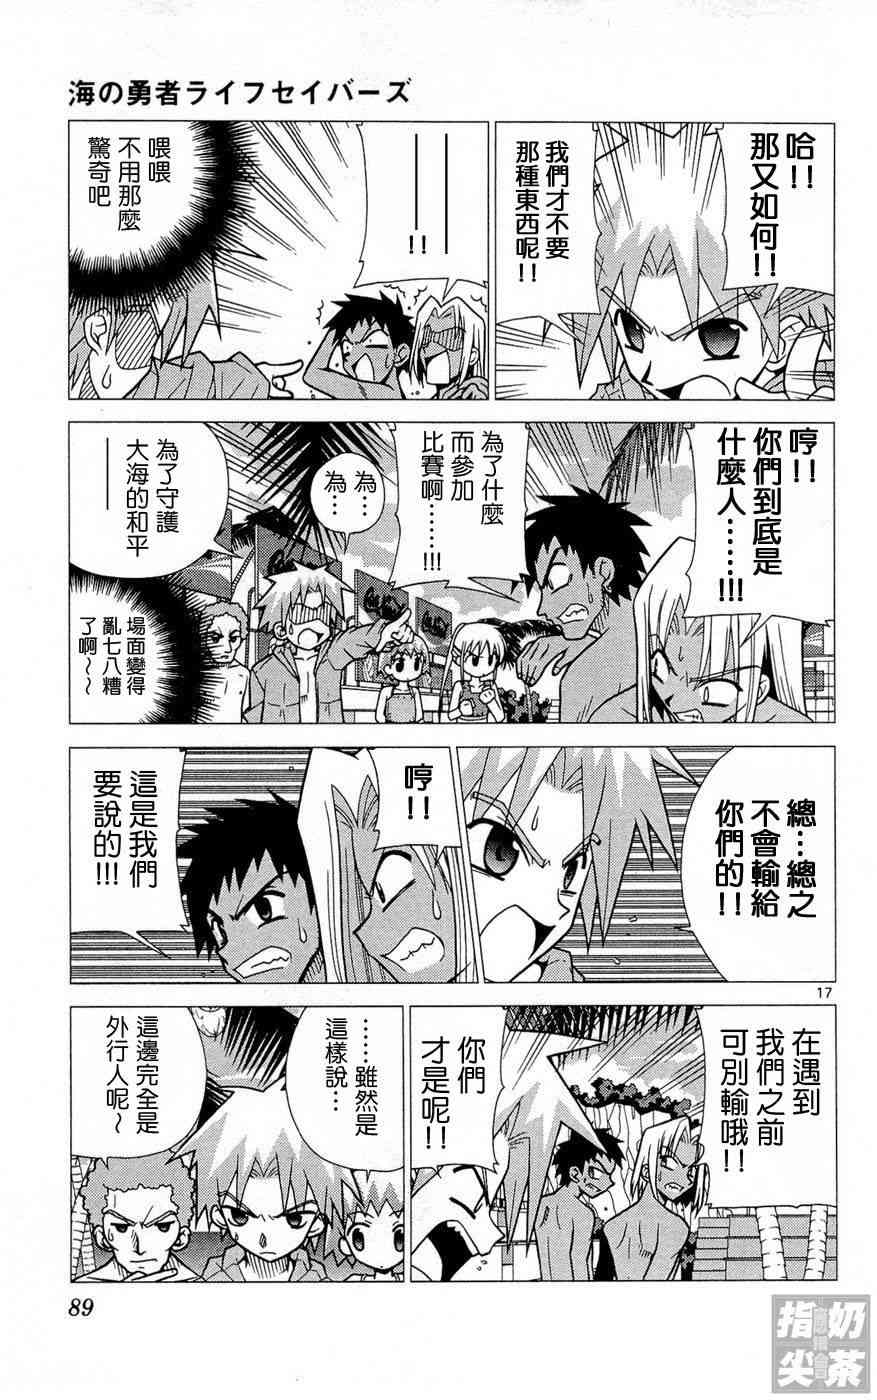 海の勇者ライフセイバーズ
哈!!
那又如何!!
我們才不要
那種東西呢!!
——!!
喂喂
不用那麼
驚奇吧
哼!!
你們到底是
什麼人……!!!
為了什麼
而參加
比賽啊……!!!
為…
為…
為了守護
大海的和平
——
場面變得
亂七八糟
了啊~~
總…總之
不會輸給
你們的!!
哼!!
這是我們
要說的!!!
17
在遇到
我們之前
可別輸哦!!
你們
才是呢!!
……雖然是
這樣說…
這邊完全是
外行人呢~
89
奶茶
指尖